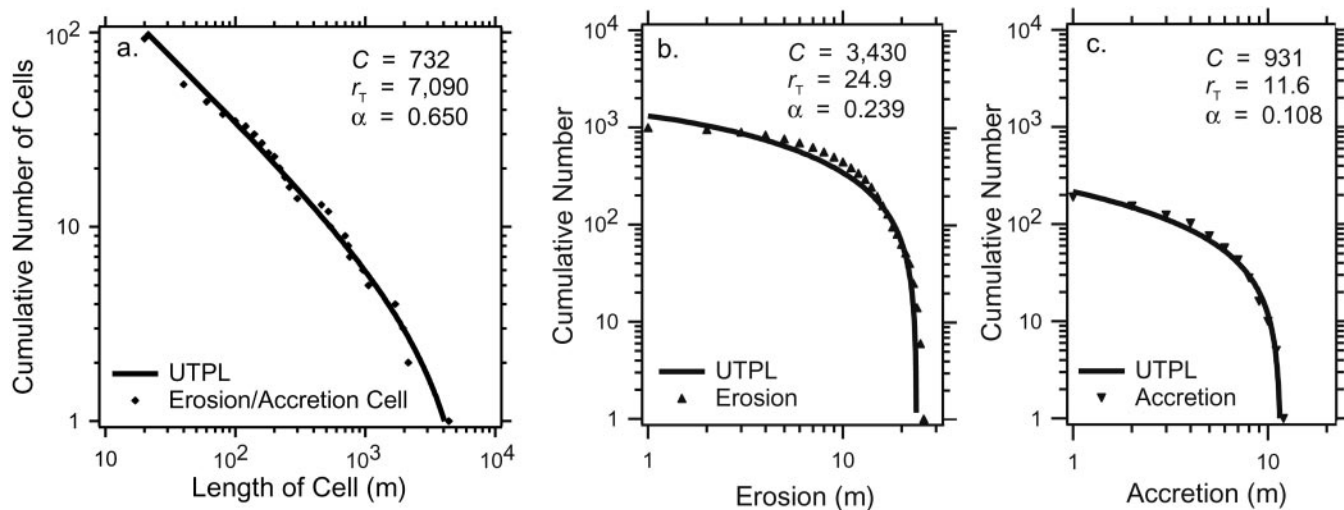 a.
C = 732
r_T = 7,090
α = 0.650
10²
10
1
Cumulative Number of Cells
UTPL
Erosion/Accretion Cell
10
10²
10³
10⁴
Length of Cell (m)
b.
C = 3,430
r_T = 24.9
α = 0.239
10⁴
10³
10²
10
1
Cumulative Number
UTPL
Erosion
1
10
Erosion (m)
c.
C = 931
r_T = 11.6
α = 0.108
10⁴
10³
10²
10
1
Cumulative Number
UTPL
Accretion
1
10
Accretion (m)